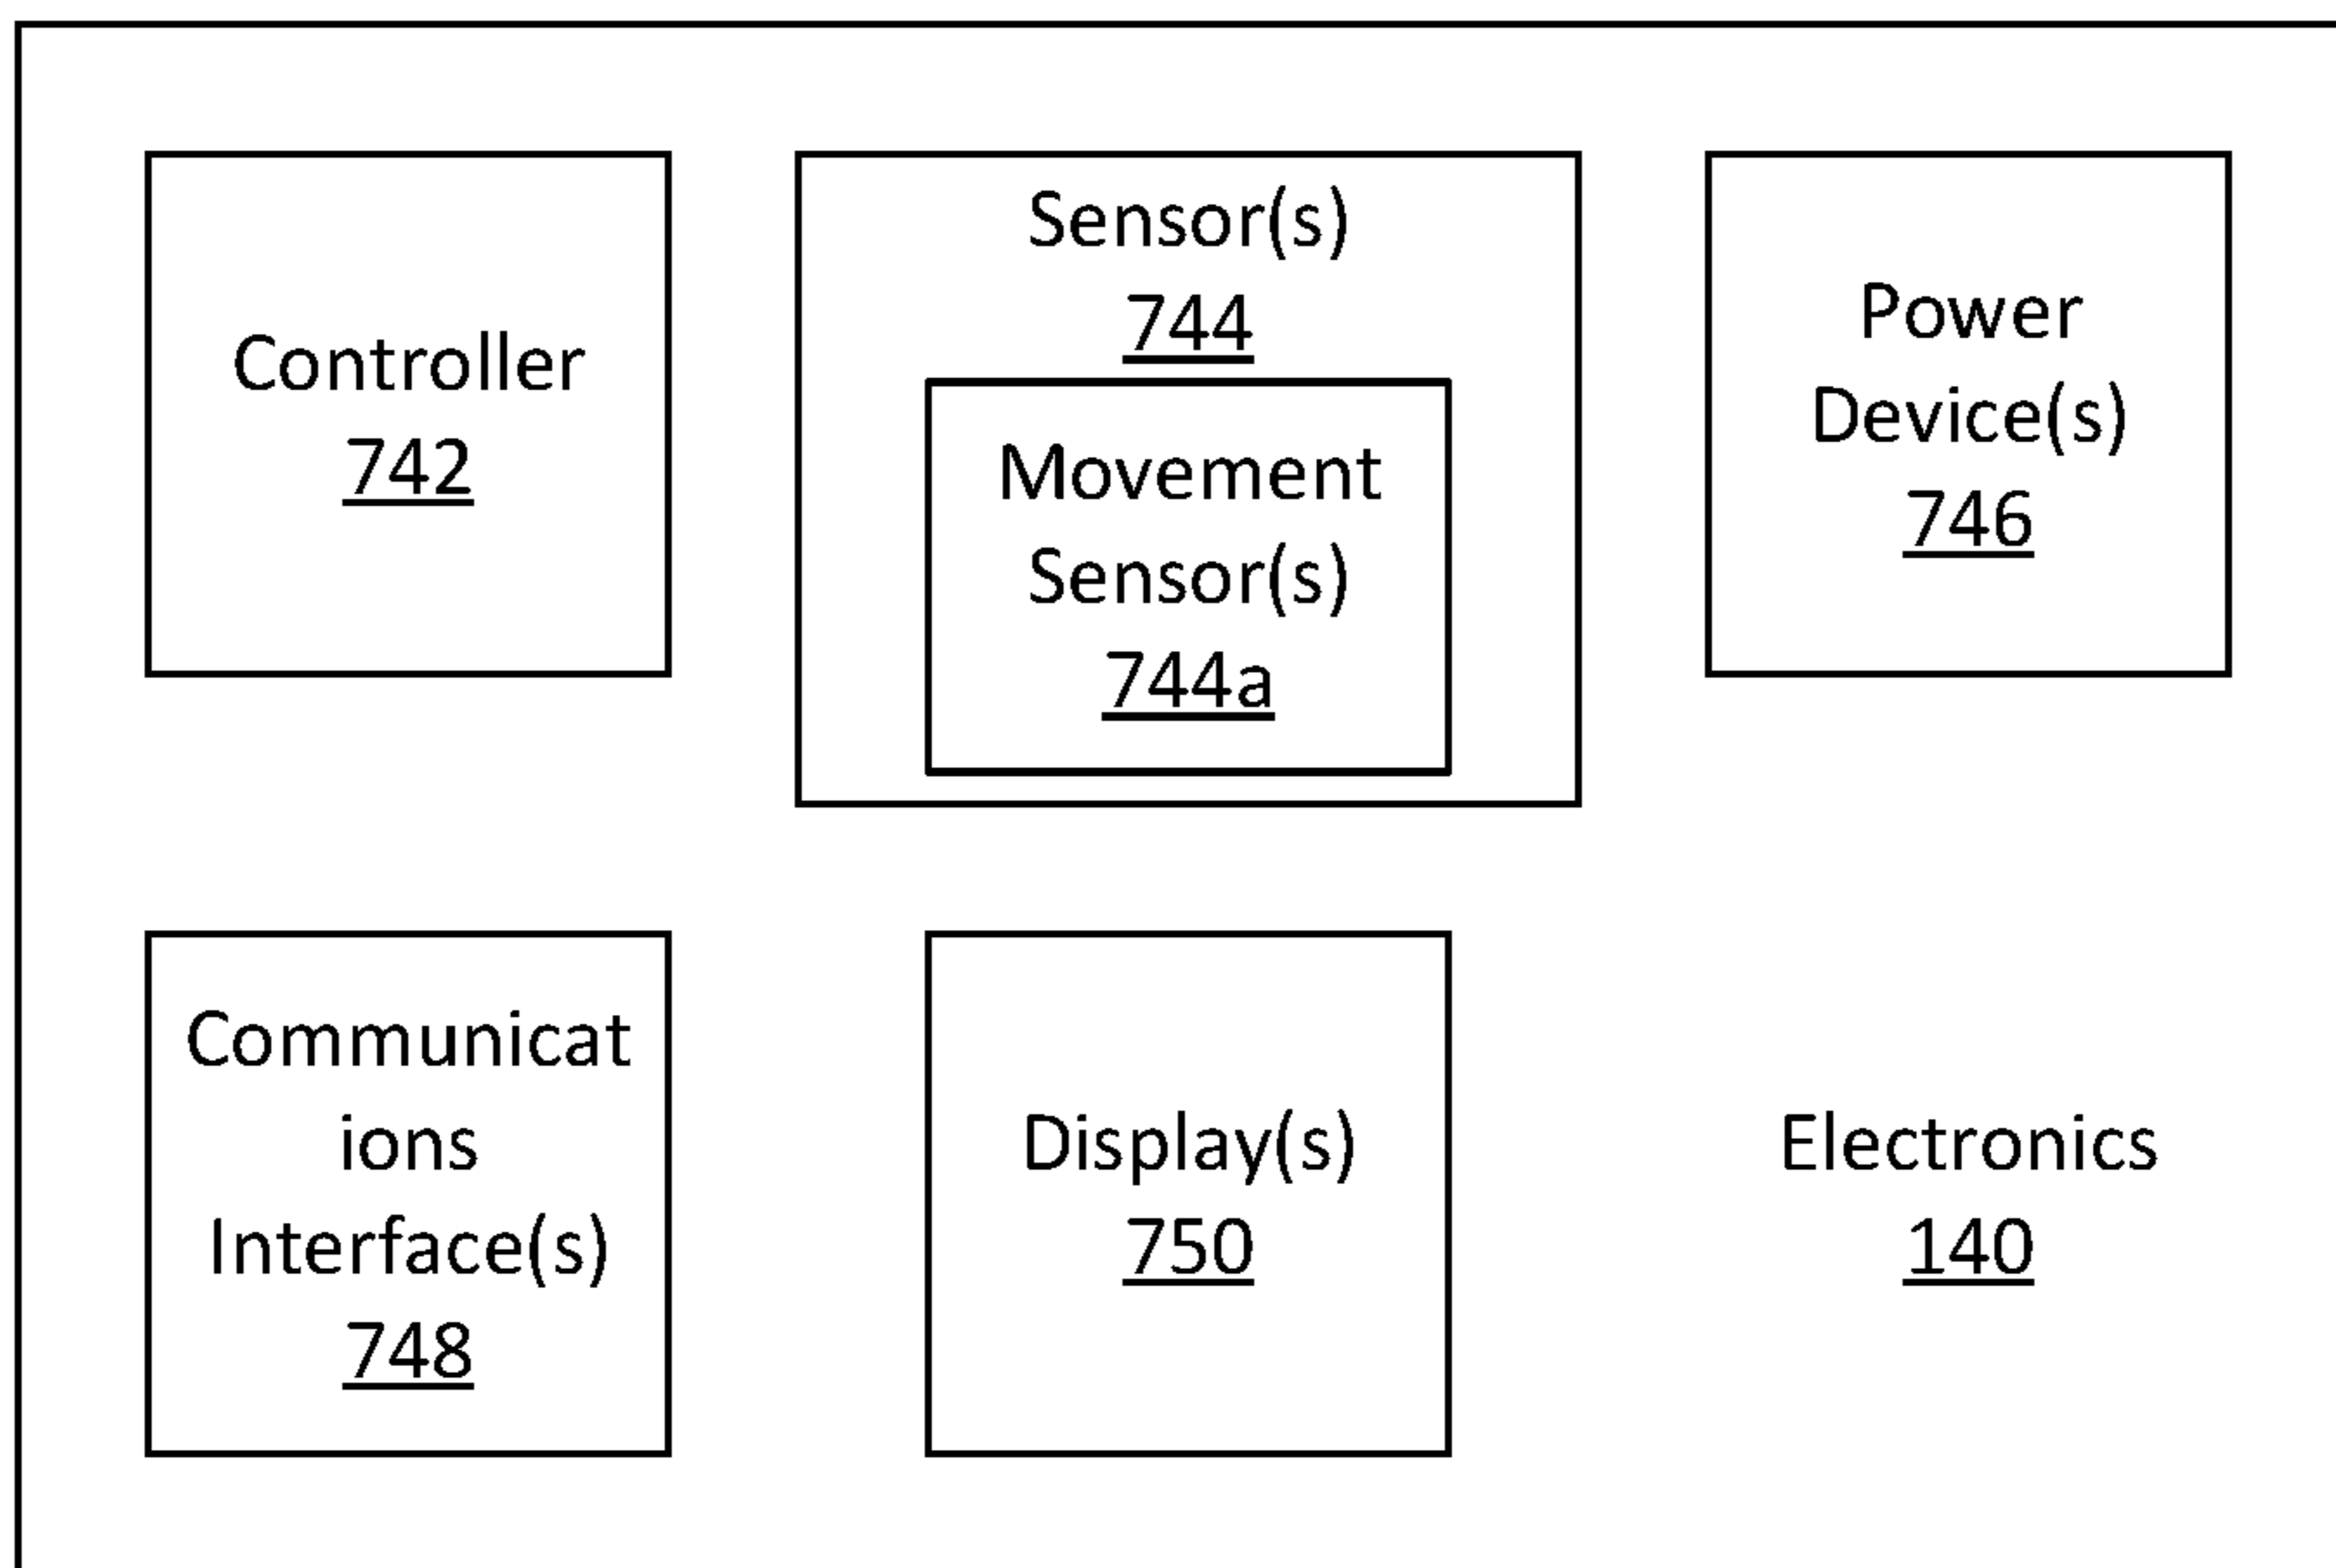 Controller
742
Sensor(s)
744
Movement
Sensor(s)
744a
Power
Device(s)
746
Communicat
ions
Interface(s)
748
Display(s)
750
Electronics
140